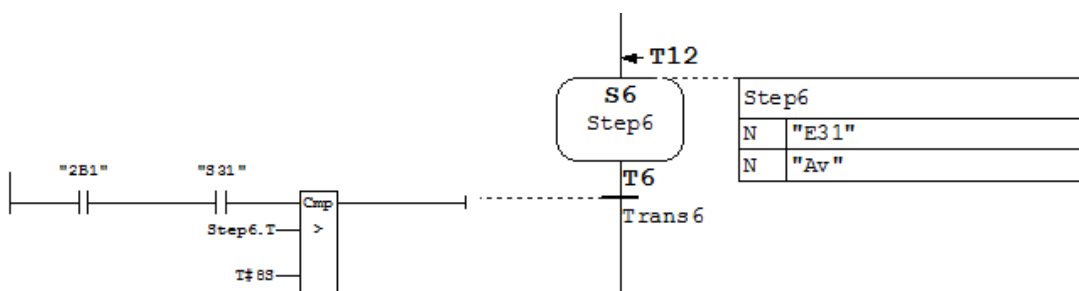 T12
S6
Step6
Step6
N "E31"
N "Av"
"2B1" "S31"
T6
Cmp
Trans6
Step6.T
>
T#8S